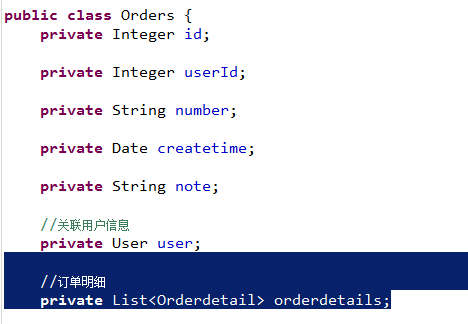 public class Orders {
private Integer id;
private Integer userId;
private String number;
private Date createtime;
private String note;
//关联用户信息
private User user;
//订单明细
private List<Orderdetail> orderdetails;